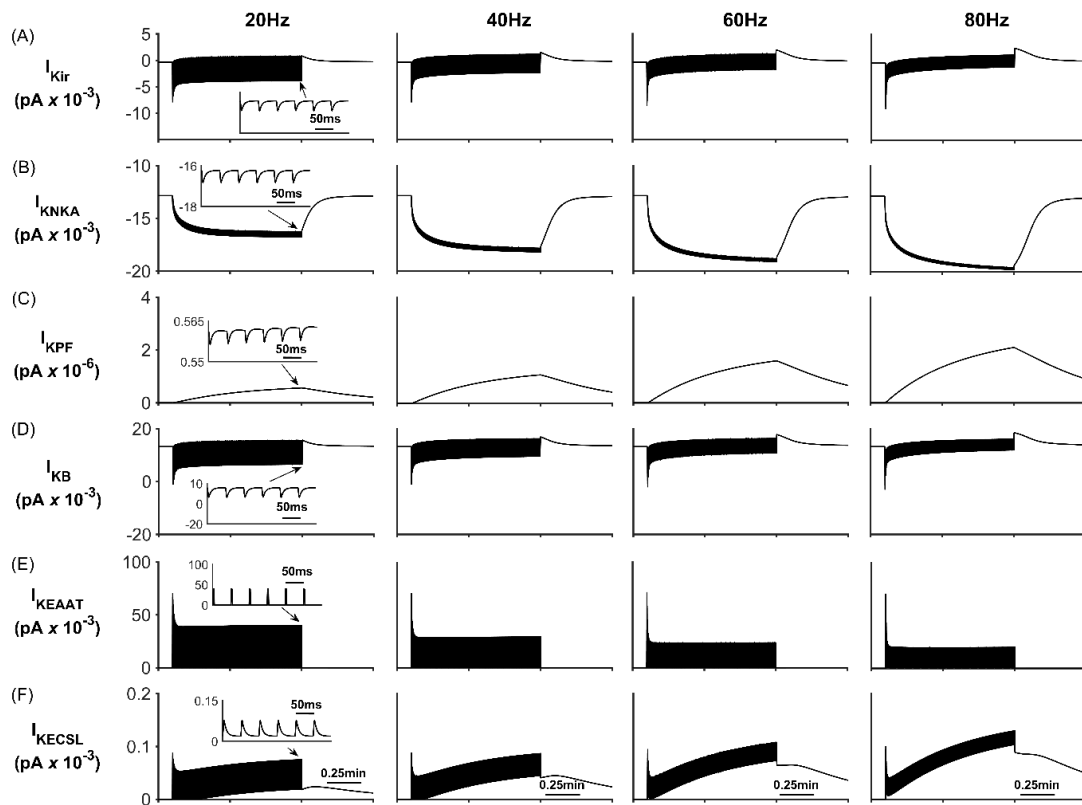 20Hz 40Hz 60Hz 80Hz
(A)
I_Kir
(pA x 10^-3)
5
0
-5
-10
50ms
(B)
I_KNKA
(pA x 10^-3)
-10
-15
-20
-16
-18
50ms
(C)
I_KPF
(pA x 10^-6)
4
2
0
0.565
0.55
50ms
(D)
I_KB
(pA x 10^-3)
20
0
-20
10
0
-20
50ms
(E)
I_KEAAT
(pA x 10^-3)
100
50
0
100
50
0
50ms
(F)
I_KECSL
(pA x 10^-3)
0.2
0.1
0
0.15
0
50ms
0.25min 0.25min 0.25min 0.25min